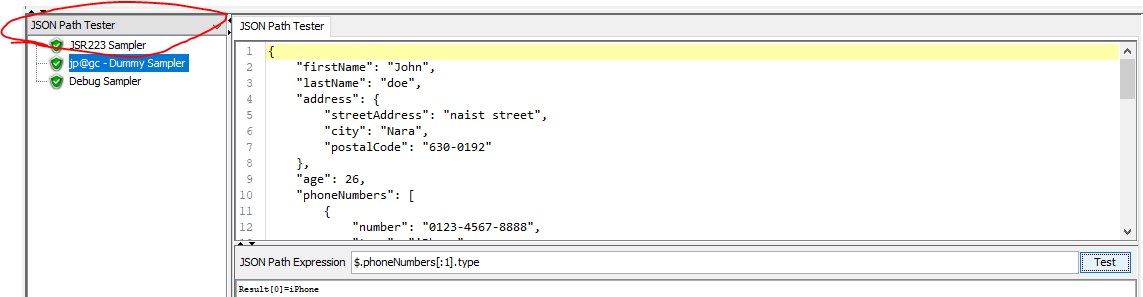 JSON Path Tester
JSR223 Sampler
jp@gc - Dummy Sampler
Debug Sampler
JSON Path Tester
1 {
2 "firstName": "John",
3 "lastName": "doe",
4 "address": {
5 "streetAddress": "naist street",
6 "city": "Nara",
7 "postalCode": "630-0192"
8 },
9 "age": 26,
10 "phoneNumbers": [
11 {
12 "number": "0123-4567-8888",
JSON Path Expression $.phoneNumbers[:1].type Test
Result[0]=iPhone